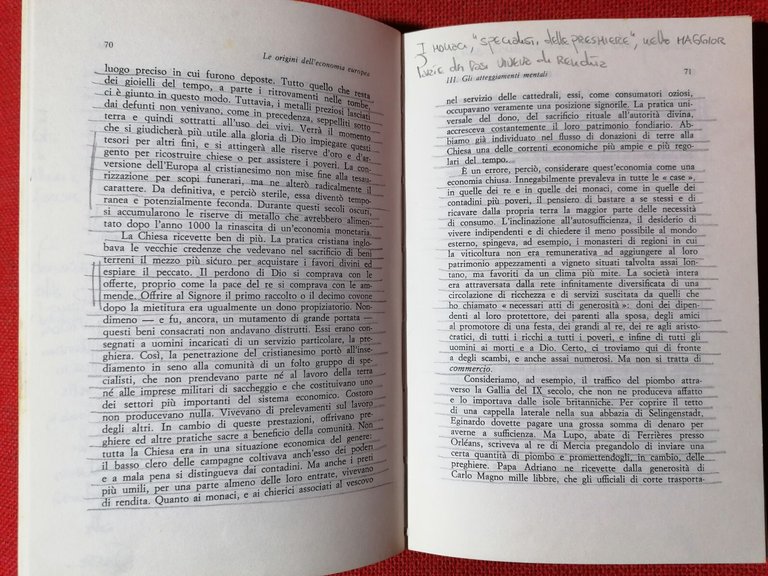 70
Le origini dell'economia europea
luogo preciso in cui furono deposte. Tutto quello che resta
dei gioielli del tempo, a parte i ritrovamenti nelle tombe,
ci è giunto in questo modo. Tuttavia, i metalli preziosi lasciati
ai defunti non venivano, come in precedenza, seppelliti sotto
terra e quindi sottratti all'uso dei vivi. Verrà il momento
che si giudicherà più utile alla gloria di Dio impiegare questi
tesori per altri fini, e si attingerà alle riserve d'oro e d'ar-
gento per ricostruire chiese o per assistere i poveri. La con-
versione dell'Europa al cristianesimo non mise fine alla tesau-
rizzazione per scopi funerari, ma ne alterò radicalmente il
carattere. Da definitiva, e perciò sterile, essa diventò tempo-
ranea e potenzialmente feconda. Durante questi secoli oscuri,
si accumularono le riserve di metallo che avrebbero alimen-
tato dopo l'anno 1000 la rinascita di un'economia monetaria.
La Chiesa ricevette ben di più. La pratica cristiana inglo-
bava le vecchie credenze che vedevano nel sacrificio di beni
terreni il mezzo più sicuro per acquistare i favori divini ed
espiare il peccato. Il perdono di Dio si comprava con le
offerte, proprio come la pace del re si comprava con le am-
mende. Offrire al Signore il primo raccolto o il decimo covone
dopo la mietitura era ugualmente un dono propiziatorio. Non-
dimeno — e fu, ancora, un mutamento di grande portata —
questi beni consacrati non andavano distrutti. Essi erano con-
segnati a uomini incaricati di un servizio particolare, la pre-
ghiera. Così, la penetrazione del cristianesimo portò all'inse-
diamento in seno alla comunità di un folto gruppo di spe-
cialisti, che non prendevano parte né al lavoro della terra
né alle imprese militari di saccheggio e che costituivano uno
dei settori più importanti del sistema economico. Costoro
non producevano nulla. Vivevano di prelevamenti sul lavoro
degli altri. In cambio di queste prestazioni, offrivano pre-
ghiere ed altre pratiche sacre a beneficio della comunità. Non
tutta la Chiesa era in una situazione economica del genere:
il basso clero delle campagne coltivava anch'esso dei poderi
e a mala pena si distingueva dai contadini. Ma anche i preti
più umili, per una parte almeno delle loro entrate, vivevano
di rendita. Quanto ai monaci, e ai chierici associati al vescovo
I MONACI, "SPECIALISTI delle PREGHIERE", nella MAGGIOR
parte dei casi VIVEVA di RENDITA
III. Gli atteggiamenti mentali
71
nel servizio delle cattedrali, essi, come consumatori oziosi,
occupavano veramente una posizione signorile. La pratica uni-
versale del dono, del sacrificio rituale all'autorità divina,
accresceva costantemente il loro patrimonio fondiario. Ab-
biamo già individuato nel flusso di donazioni di terre alla
Chiesa una delle correnti economiche più ampie e più rego-
lari del tempo.
È un errore, perciò, considerare quest'economia come una
economia chiusa. Innegabilmente prevaleva in tutte le « case »,
in quelle dei re e in quelle dei monaci, come in quelle dei
contadini più poveri, il pensiero di bastare a se stessi e di
ricavare dalla propria terra la maggior parte delle necessità
di consumo. L'inclinazione all'autosufficienza, il desiderio di
vivere indipendenti e di chiedere il meno possibile al mondo
esterno, spingeva, ad esempio, i monasteri di regioni in cui
la viticoltura non era remunerativa ad aggiungere al loro
patrimonio appezzamenti a vigneto situati talvolta assai lon-
tano, ma favoriti da un clima più mite. La società intera
era attraversata dalla rete infinitamente diversificata di una
circolazione di ricchezza e di servizi suscitata da quelli che
ho chiamato « necessari atti di generosità »: doni dei dipen-
denti al loro protettore, dei parenti alla sposa, degli amici
al promotore di una festa, dei grandi al re, dei re agli aristo-
cratici, di tutti i ricchi a tutti i poveri, e infine di tutti gli
uomini ai morti e a Dio. Certo, ci troviamo qui di fronte
a degli scambi, e anche assai numerosi. Ma non si tratta di
commercio.
Consideriamo, ad esempio, il traffico del piombo attra-
verso la Gallia del IX secolo, che non ne produceva affatto
e lo importava dalle isole britanniche. Per coprire il tetto
di una cappella laterale nella sua abbazia di Selingenstadt,
Eginardo dovette pagare una grossa somma di denaro per
averne a sufficienza. Ma Lupo, abate di Ferrières presso
Orléans, scriveva al re di Mercia pregandolo di inviare una
certa quantità di piombo e promettendogli, in cambio, delle
preghiere. Papa Adriano ne ricevette dalla generosità di
Carlo Magno mille libbre, che gli ufficiali di corte trasporta-